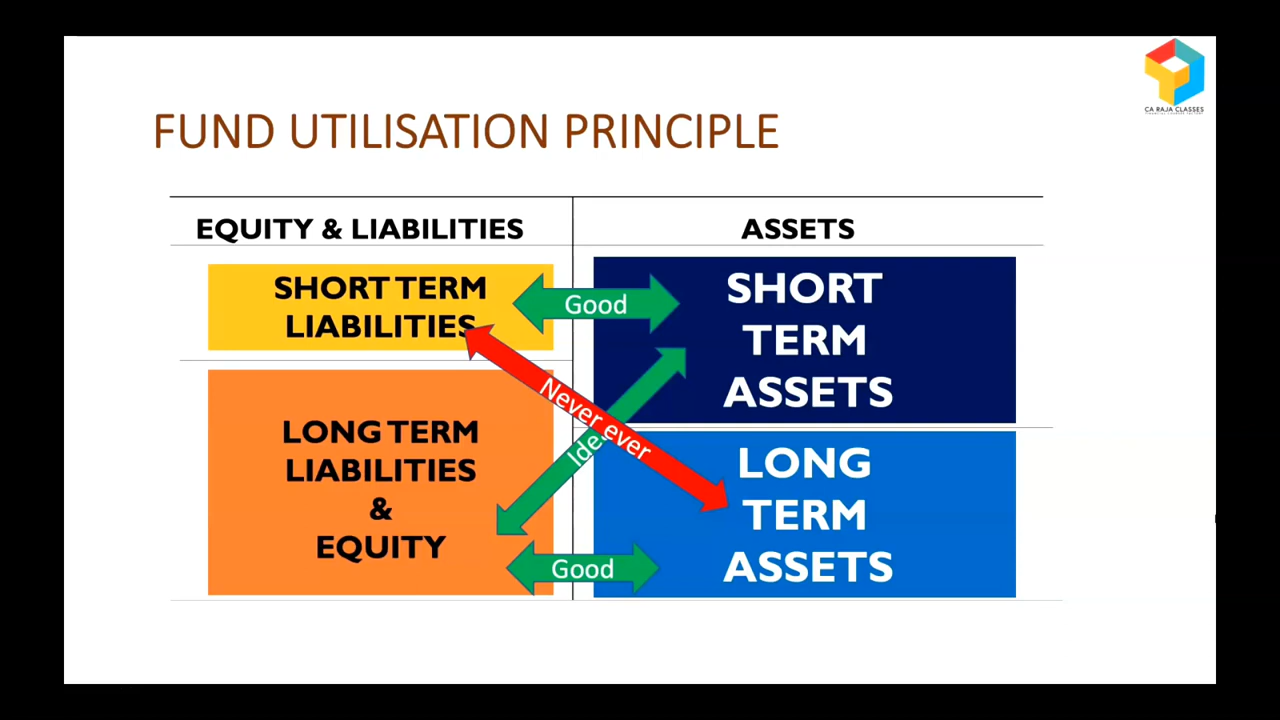 CA RAJA CLASSES
FUND UTILISATION PRINCIPLE
EQUITY & LIABILITIES
ASSETS
SHORT TERM
LIABILITIES
Good
SHORT
TERM
ASSETS
Never ever
LONG TERM
LIABILITIES
&
EQUITY
Good
LONG
TERM
ASSETS